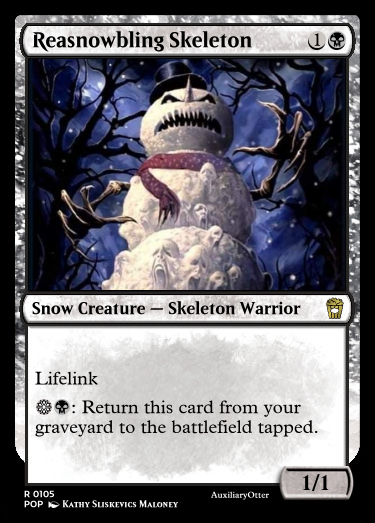 Reasnowbling Skeleton 1
Snow Creature — Skeleton Warrior
Lifelink
: Return this card from your
graveyard to the battlefield tapped.
1/1
R 0105
POP Kathy Sliskevics Maloney AuxiliaryOtter